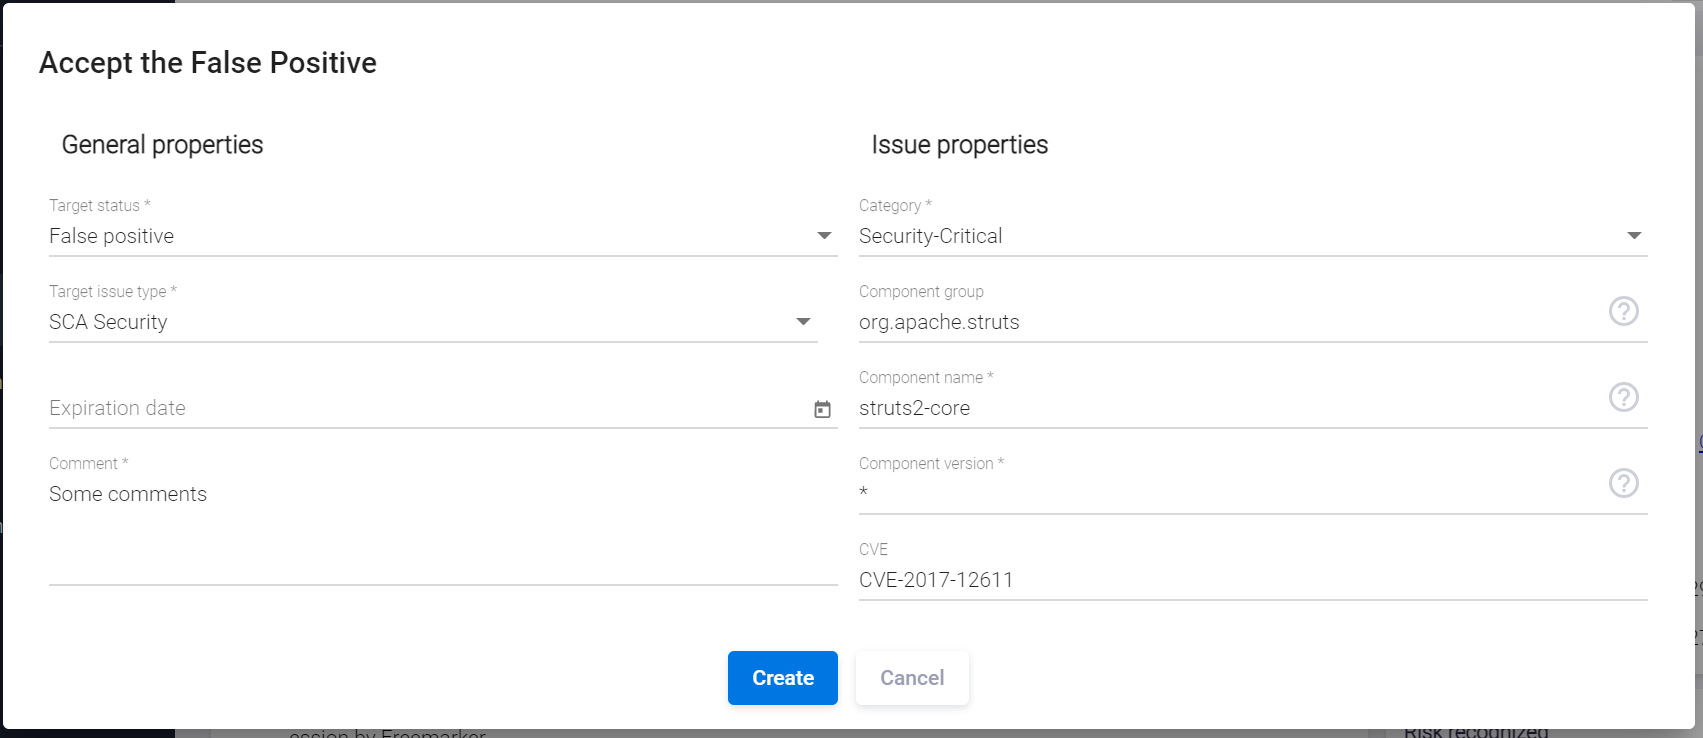 Accept the False Positive
General properties
Target status *
False positive
Target issue type *
SCA Security
Expiration date
Comment *
Some comments
Issue properties
Category *
Security-Critical
Component group
org.apache.struts
Component name *
struts2-core
Component version *
*
CVE
CVE-2017-12611
Create
Cancel
ession by Freemarker
Risk recognized